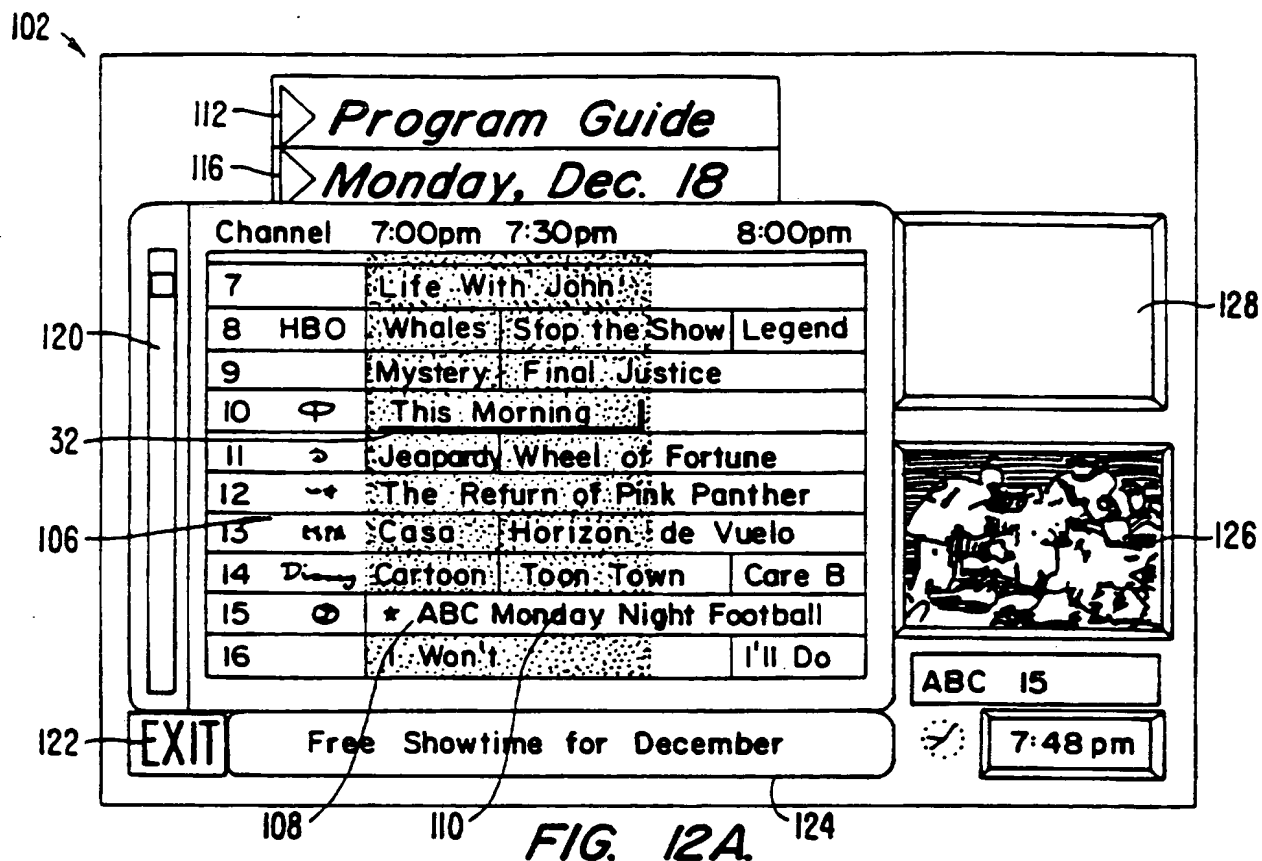 102
112
Program Guide
116
Monday, Dec. 18
Channel 7:00pm 7:30pm 8:00pm
7 Life With John
8 HBO Whales Stop the Show Legend
120
128
9 Mystery Final Justice
10 This Morning
32
11 Jeapardy Wheel of Fortune
12 The Return of Pink Panther
106
13 Casa Horizon de Vuelo
126
14 Disney Cartoon Toon Town Care B
15 * ABC Monday Night Football
16 I Won't I'll Do
ABC 15
122
EXIT
Free Showtime for December
7:48 pm
108
110
124
FIG. 12A.